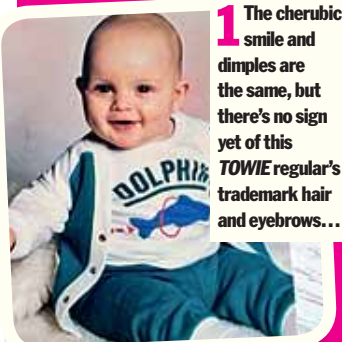 1 The cherubic
smile and
dimples are
the same, but
there's no sign
yet of this
TOWIE regular's
trademark hair
and eyebrows…
DOLPHIN